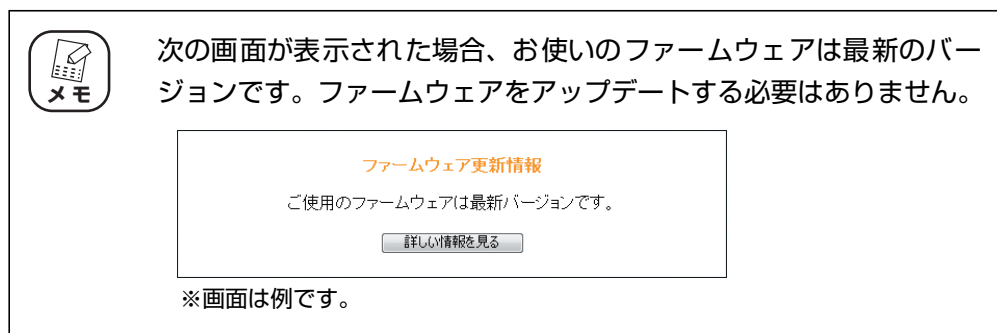 メモ
次の画面が表示された場合、お使いのファームウェアは最新のバー
ジョンです。ファームウェアをアップデートする必要はありません。
ファームウェア更新情報
ご使用のファームウェアは最新バージョンです。
詳しい情報を見る
※画面は例です。